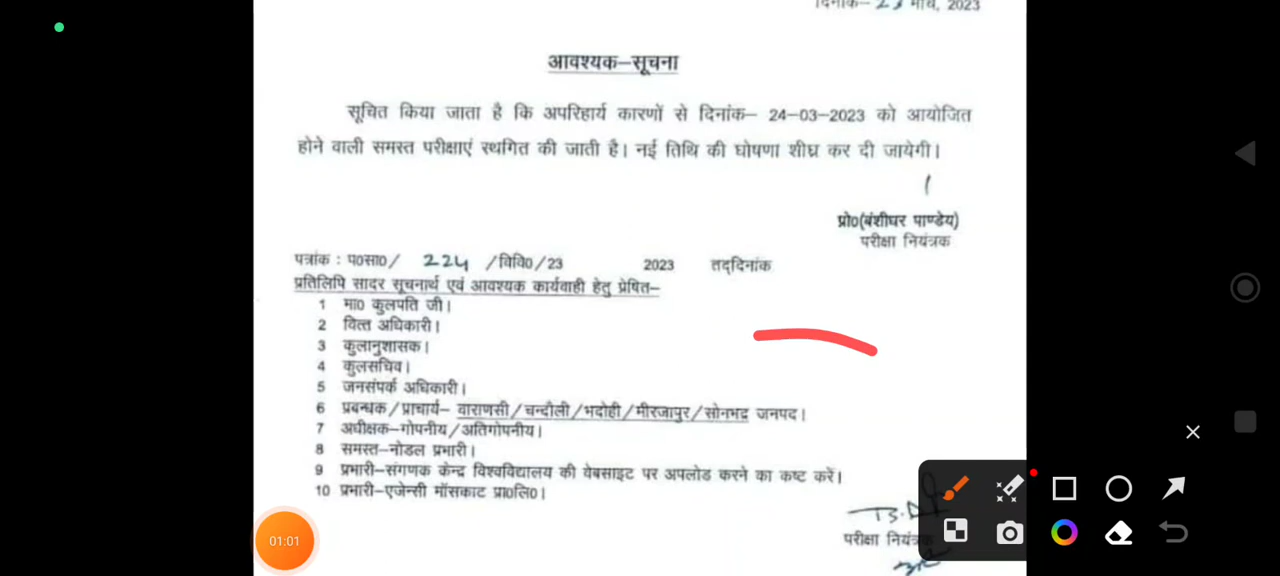 दिनांक– 23 मार्च, 2023
आवश्यक–सूचना
सूचित किया जाता है कि अपरिहार्य कारणों से दिनांक– 24–03–2023 को आयोजित
होने वाली समस्त परीक्षाएं स्थगित की जाती है। नई तिथि की घोषणा शीघ्र कर दी जायेगी।
प्रो0(बंशीधर पाण्डेय)
परीक्षा नियंत्रक
पत्रांक : प0सा0/ 224 /विवि0/23 2023 तद्दिनांक
प्रतिलिपि सादर सूचनार्थ एवं आवश्यक कार्यवाही हेतु प्रेषित–
1 मा0 कुलपति जी।
2 वित्त अधिकारी।
3 कुलानुशासक।
4 कुलसचिव।
5 जनसंपर्क अधिकारी।
6 प्रबन्धक/प्राचार्य– वाराणसी/चन्दौली/भदोही/मीरजापुर/सोनभद्र जनपद।
7 अधीक्षक–गोपनीय/अतिगोपनीय।
8 समस्त–नोडल प्रभारी।
9 प्रभारी–संगणक केन्द्र विश्वविद्यालय की वेबसाइट पर अपलोड करने का कष्ट करें।
10 प्रभारी–एजेन्सी मॉसकाट प्रा0लि0।
परीक्षा
01:01